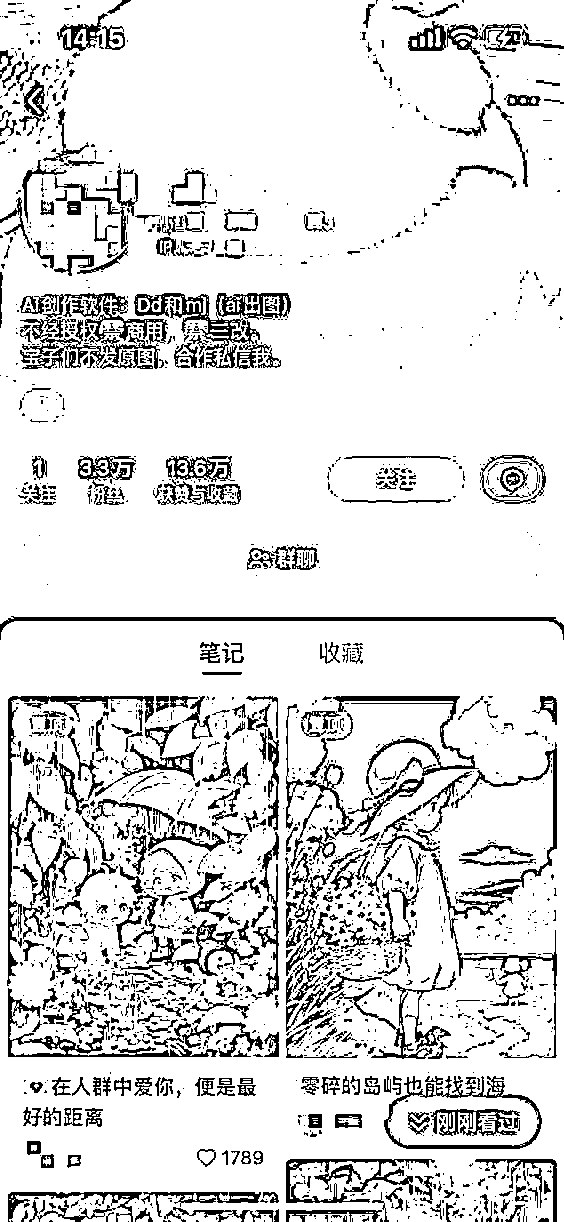 14:15
AI创作软件：Dd和mj（ai出图）
不经授权禁商用，禁二改。
宝子们不发原图。合作私信我。
1 3.3万 13.6万
关注 粉丝 获赞与收藏 关注
群聊
笔记 收藏
置顶 置顶
在人群中爱你，便是最
好的距离
1789
零碎的岛屿也能找到海
刚刚看过